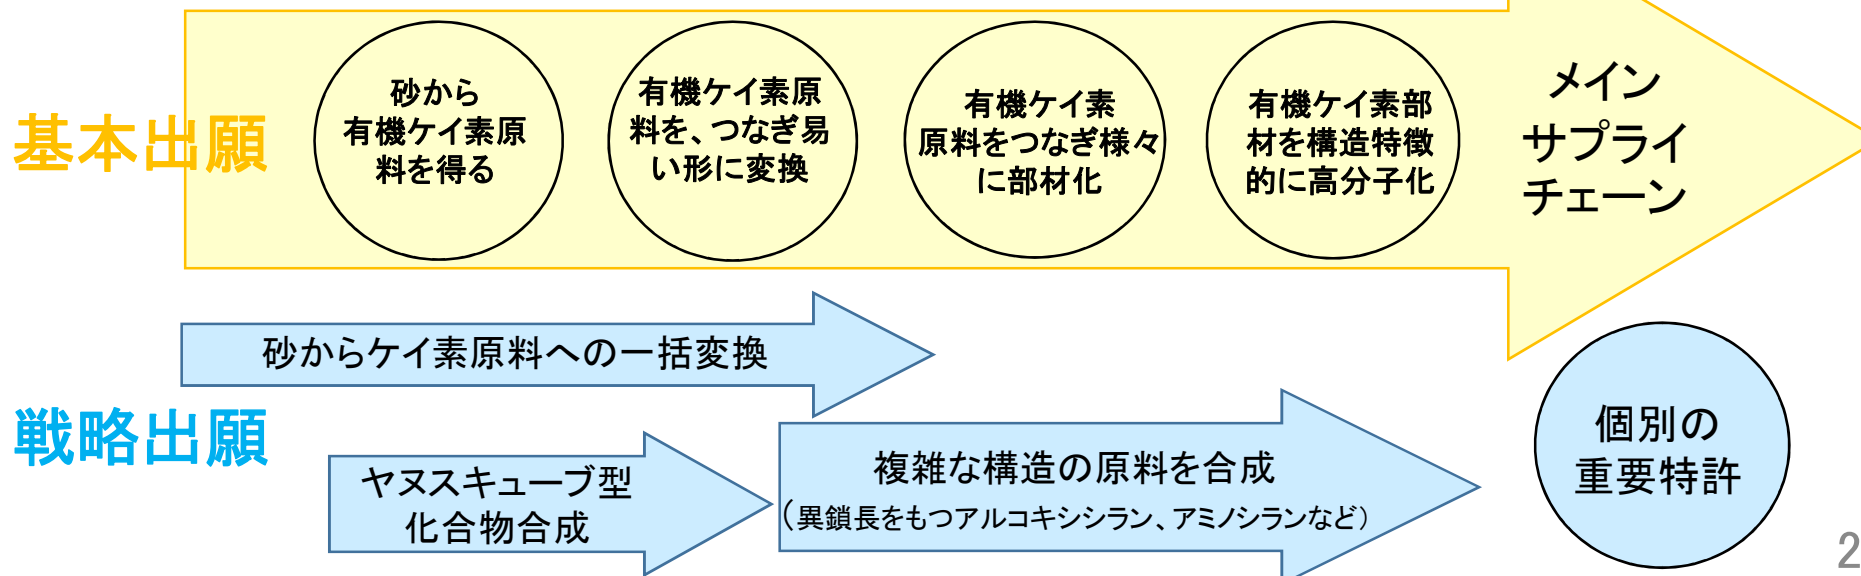 基本出願
砂から
有機ケイ素原
料を得る
有機ケイ素原
料を、つなぎ易
い形に変換
有機ケイ素
原料をつなぎ様々
に部材化
有機ケイ素部
材を構造特徴
的に高分子化
メイン
サプライ
チェーン
戦略出願
砂からケイ素原料への一括変換
ヤヌスキューブ型
化合物合成
複雑な構造の原料を合成
（異鎖長をもつアルコキシシラン、アミノシランなど）
個別の
重要特許
2